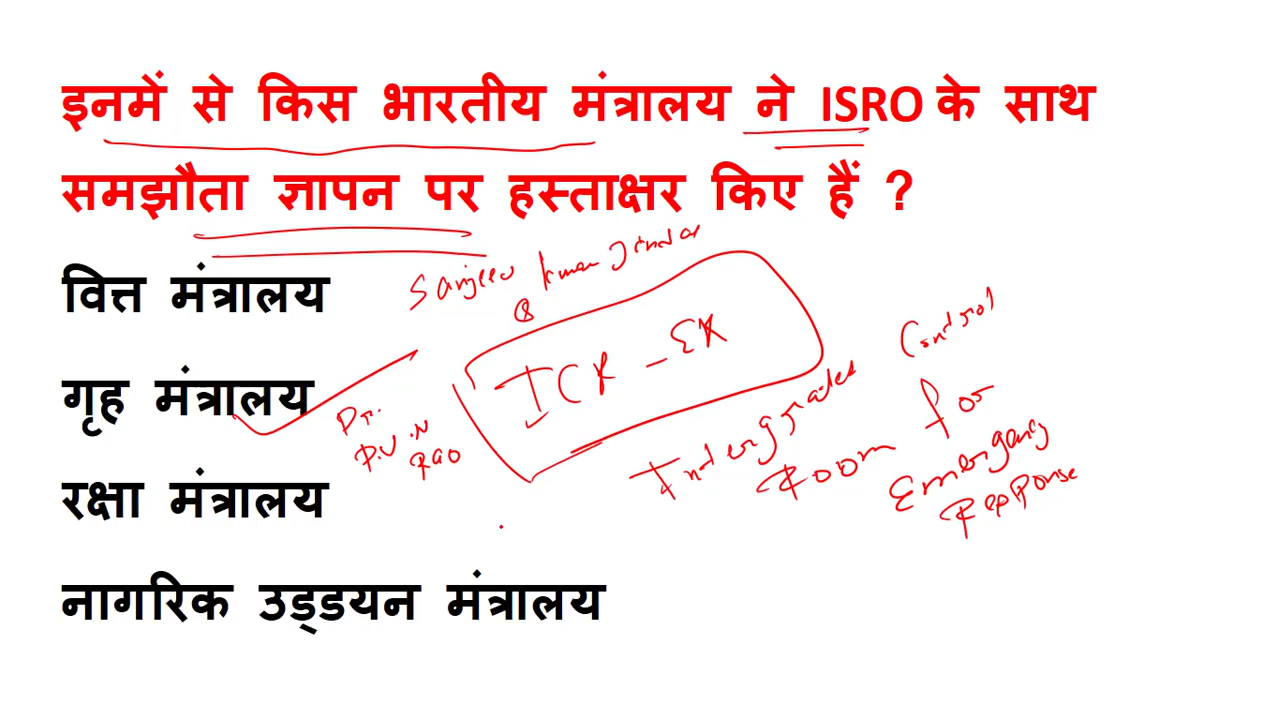 इनमें से किस भारतीय मंत्रालय ने ISRO के साथ
समझौता ज्ञापन पर हस्ताक्षर किए हैं ?
वित्त मंत्रालय
गृह मंत्रालय
रक्षा मंत्रालय
नागरिक उड्डयन मंत्रालय
Sanjeev Kumar Jindal
&
ICR - ER
Dr.
P.V.N
Rao
Control
Room for
Emergency
Response